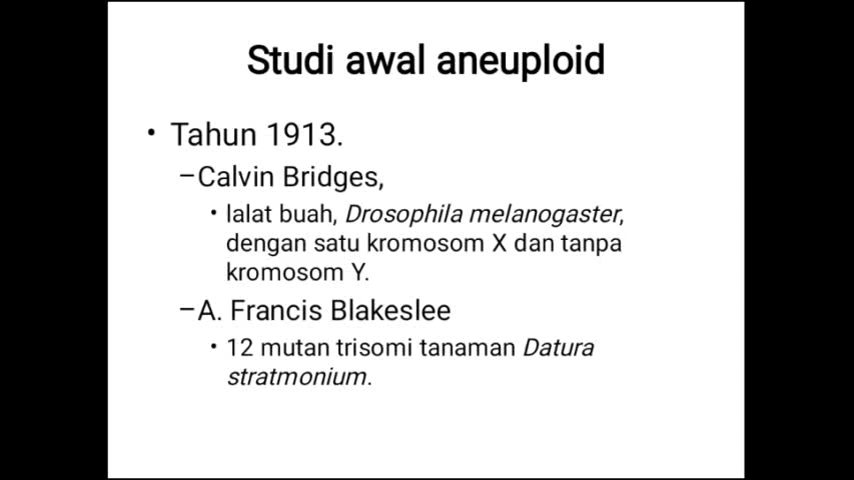 Studi awal aneuploid
• Tahun 1913.
–Calvin Bridges,
• lalat buah, Drosophila melanogaster,
dengan satu kromosom X dan tanpa
kromosom Y.
–A. Francis Blakeslee
• 12 mutan trisomi tanaman Datura
stratmonium.